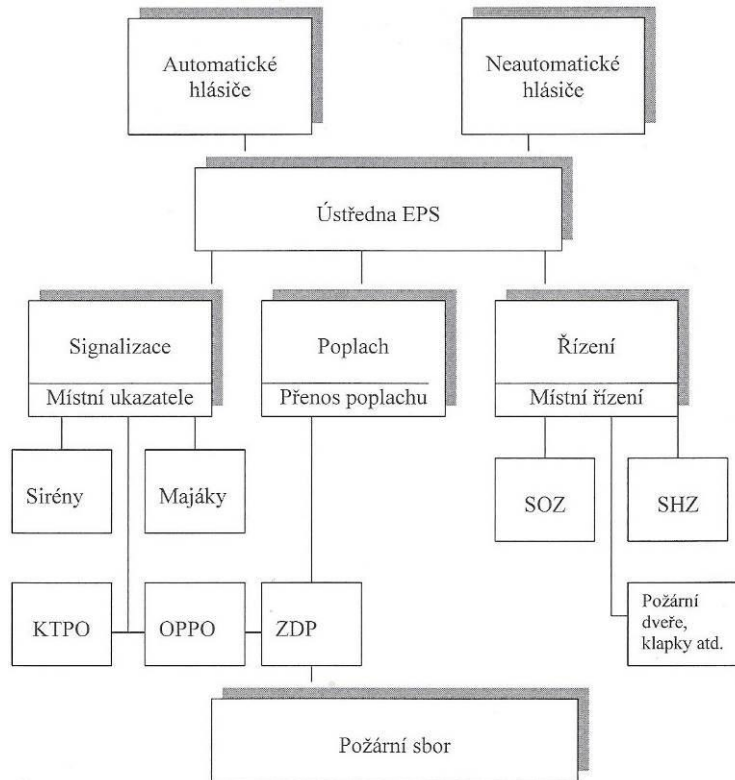 Automatické
hlásiče
Neautomatické
hlásiče
Ústředna EPS
Signalizace
Místní ukazatele
Poplach
Přenos poplachu
Řízení
Místní řízení
Sirény
Majáky
SOZ
SHZ
KTPO
OPPO
ZDP
Požární
dveře,
klapky atd.
Požární sbor